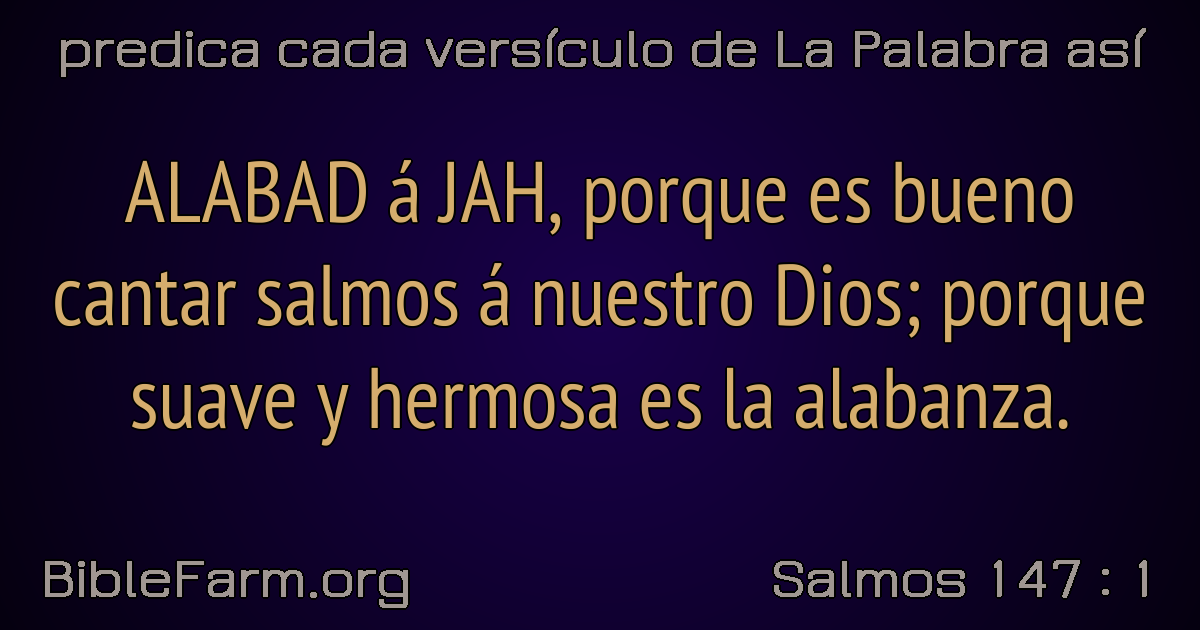 predica cada versículo de La Palabra así
ALABAD á JAH, porque es bueno
cantar salmos á nuestro Dios; porque
suave y hermosa es la alabanza.
BibleFarm.org
Salmos 147 : 1